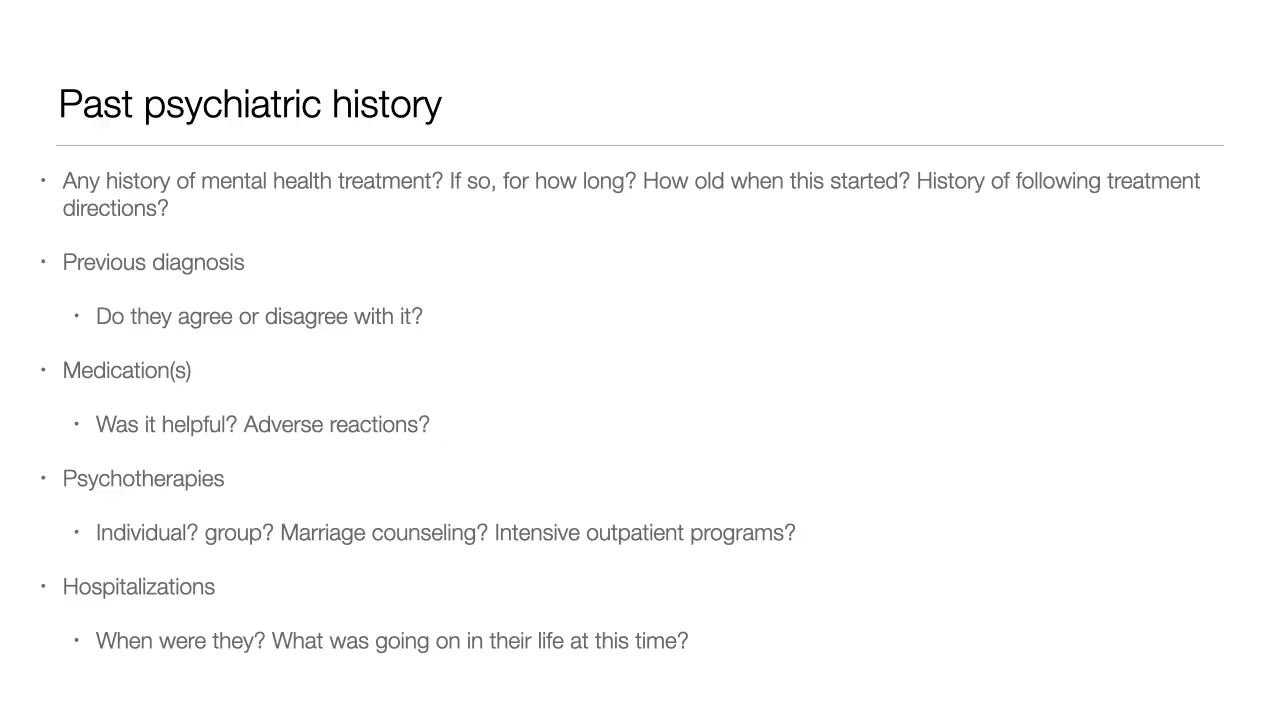 Past psychiatric history
• Any history of mental health treatment? If so, for how long? How old when this started? History of following treatment
directions?
• Previous diagnosis
• Do they agree or disagree with it?
• Medication(s)
• Was it helpful? Adverse reactions?
• Psychotherapies
• Individual? group? Marriage counseling? Intensive outpatient programs?
• Hospitalizations
• When were they? What was going on in their life at this time?